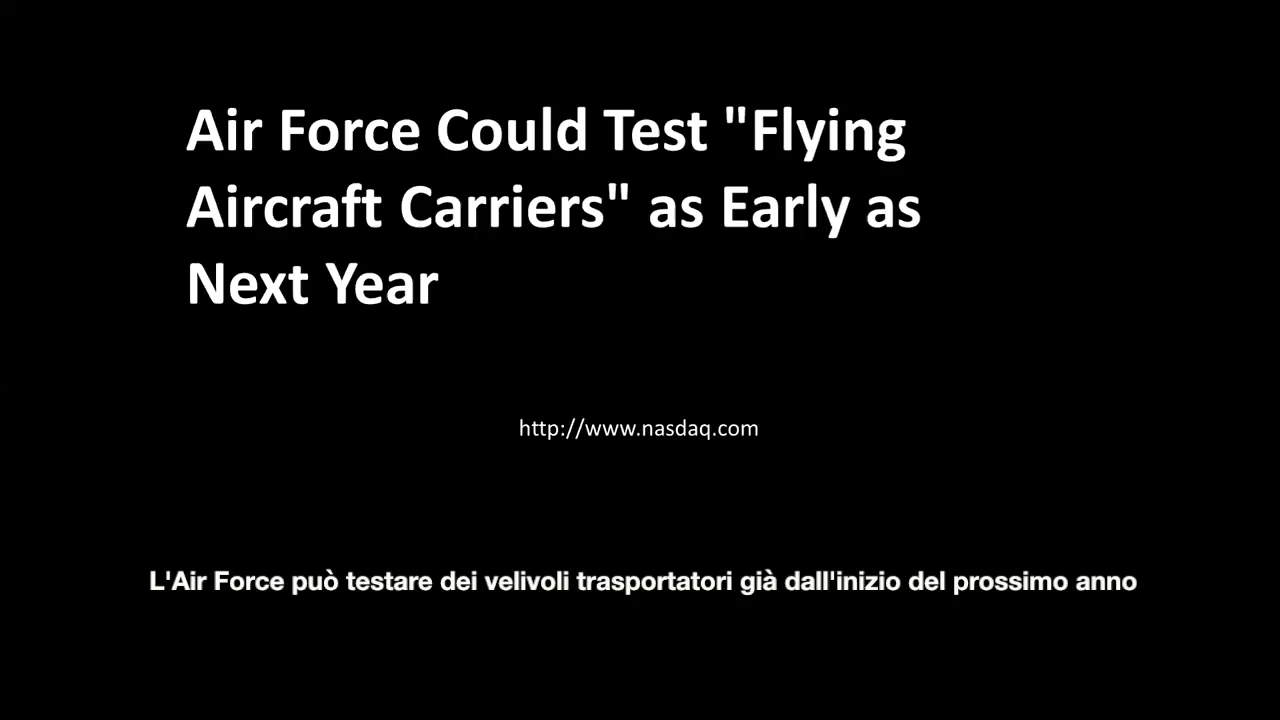 Air Force Could Test "Flying
Aircraft Carriers" as Early as
Next Year
http://www.nasdaq.com
L'Air Force può testare dei velivoli trasportatori già dall'inizio del prossimo anno